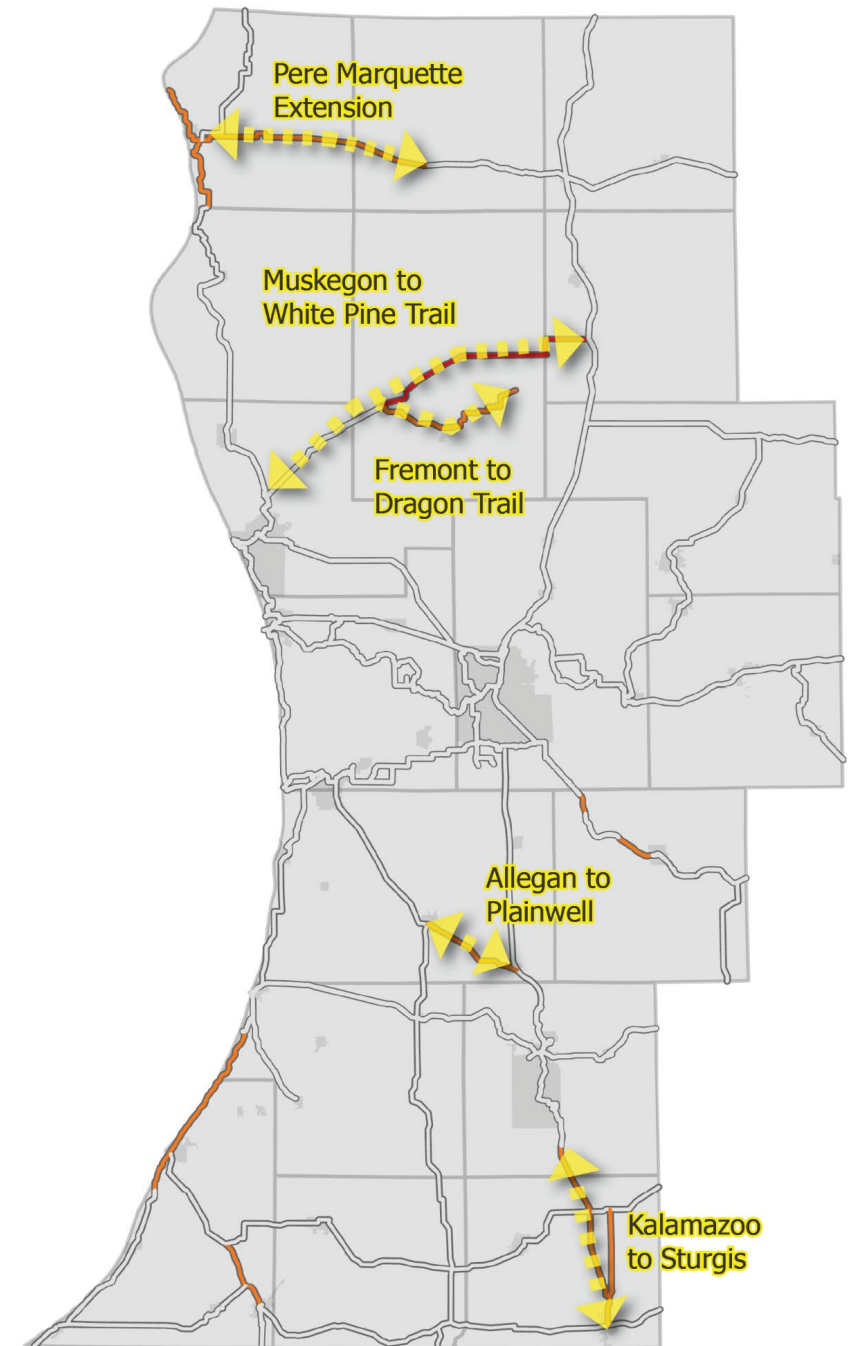 Pere Marquette
Extension
Muskegon to
White Pine Trail
Fremont to
Dragon Trail
Allegan to
Plainwell
Kalamazoo
to Sturgis